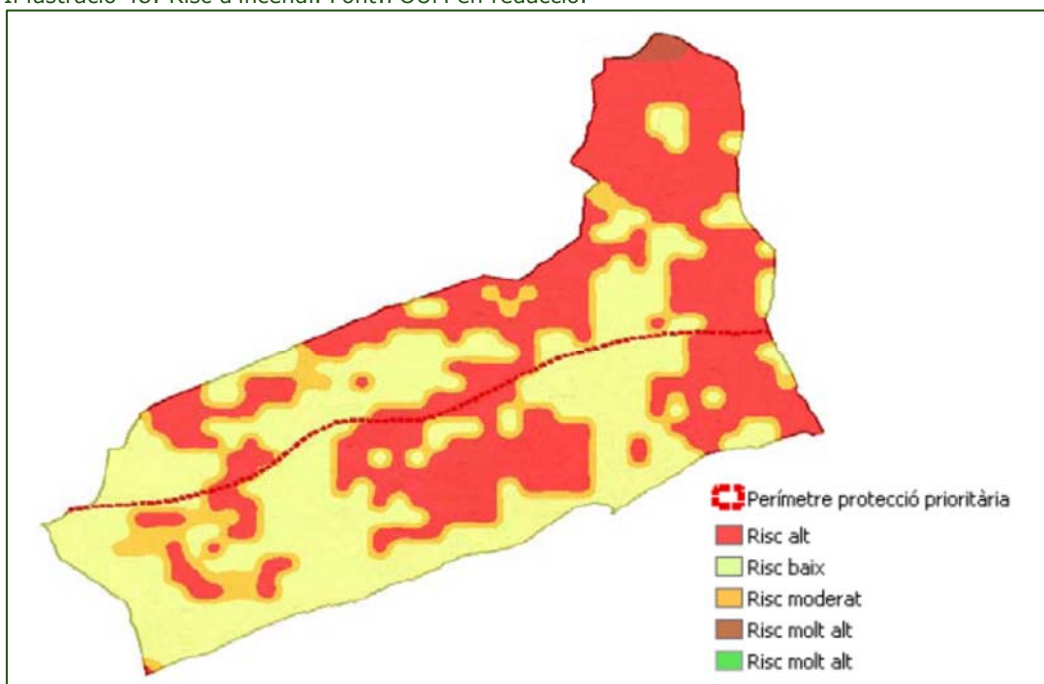 Perímetre protecció prioritària
Risc alt
Risc baix
Risc moderat
Risc molt alt
Risc molt alt